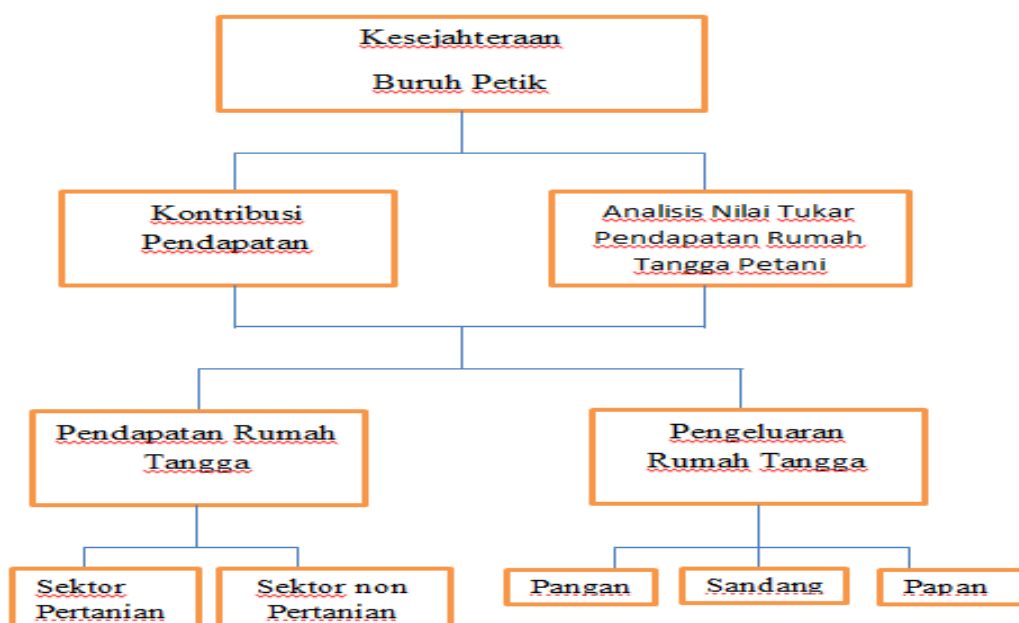 Kesejahteraan
Buruh Petik
Kontribusi
Pendapatan
Analisis Nilai Tukar
Pendapatan Rumah
Tangga Petani
Pendapatan Rumah
Tangga
Pengeluaran
Rumah Tangga
Sektor
Pertanian
Sektor non
Pertanian
Pangan
Sandang
Papan